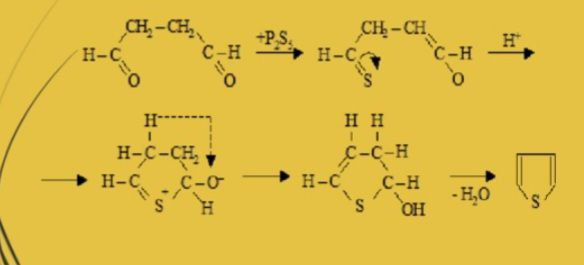 CH₂-CH₂ CH₂-CH
H-C C-H +P₂S₅ H-C C-H H⁺
O O S O
H H H
H-C-CH₂ C-C-H
H-C C-O⁻ H-C C-H - H₂O
S⁺ H S OH S